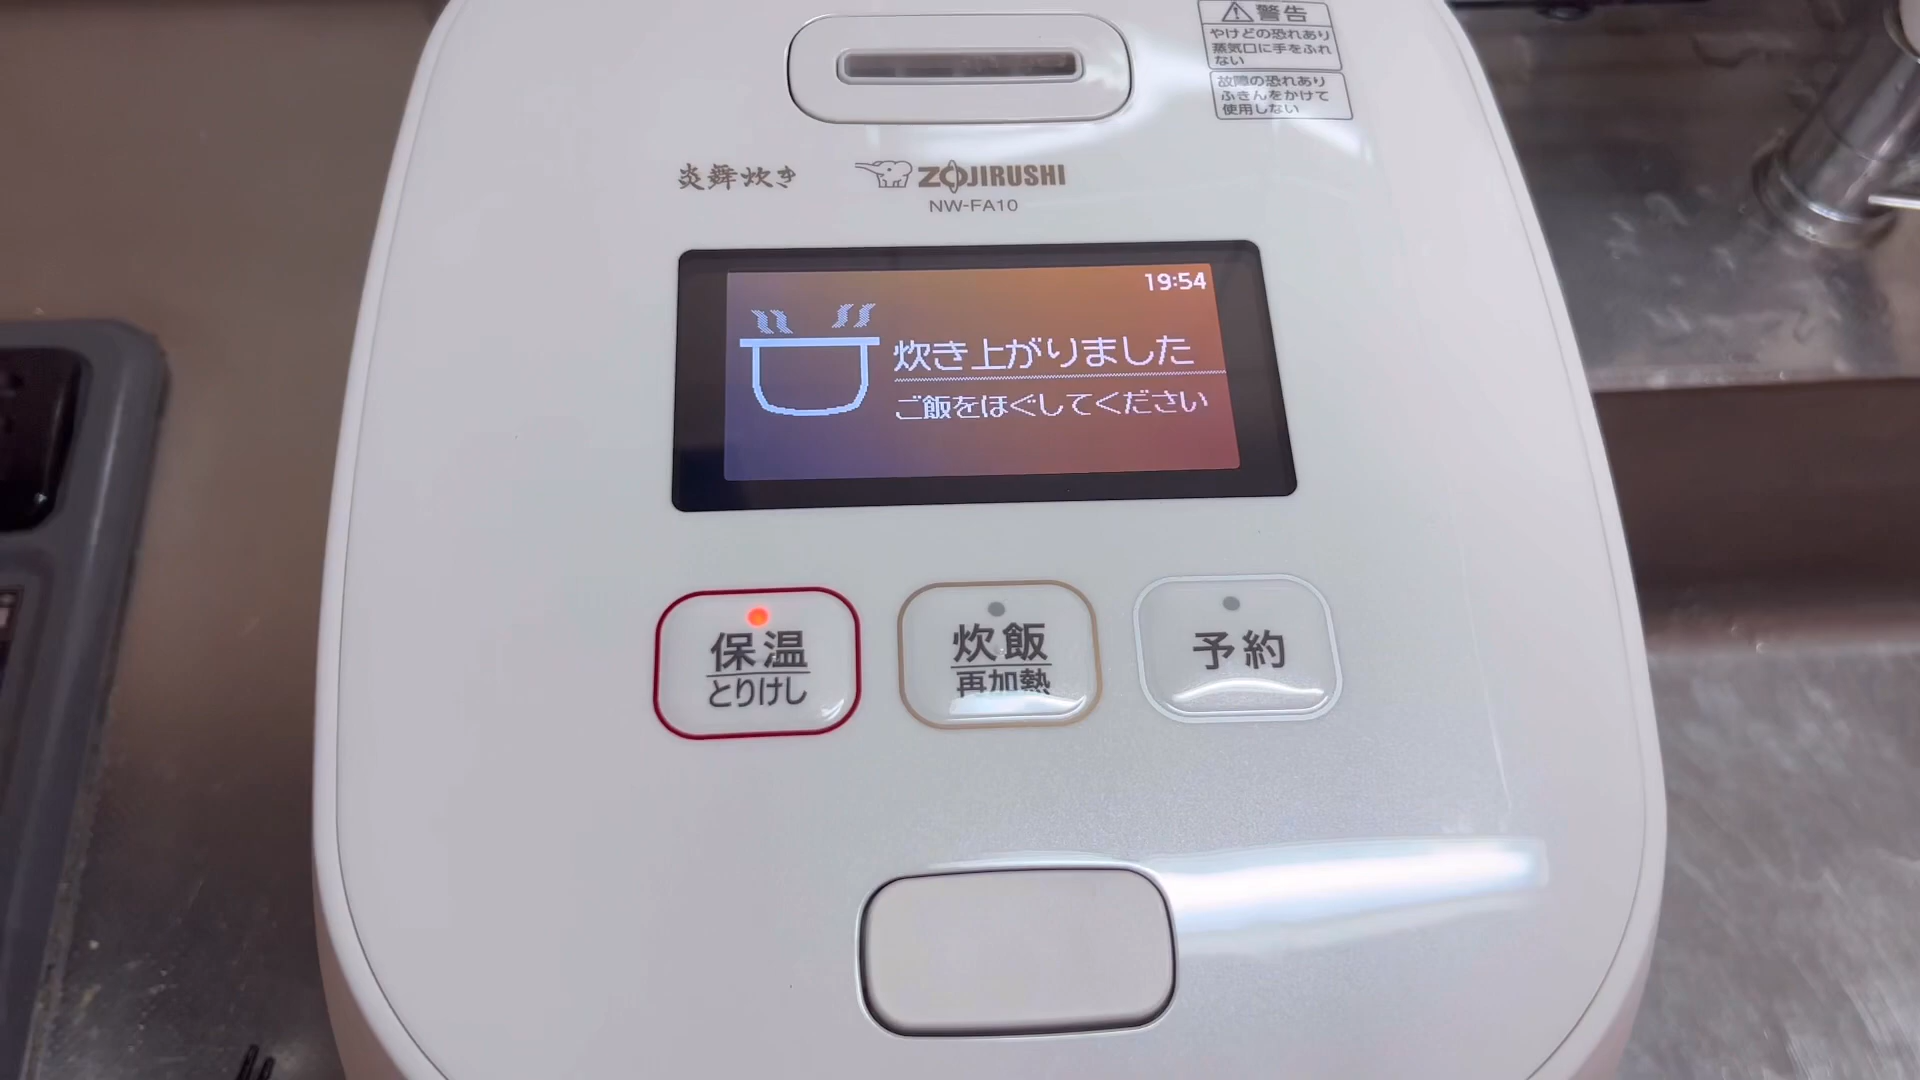 警告
やけどの恐れあり
蒸気口に手をふれ
ない
故障の恐れあり
ふきんをかけて
使用しない
炎舞炊き
ZOJIRUSHI
NW-FA10
19:54
炊き上がりました
ご飯をほぐしてください
保温
とりけし
炊飯
再加熱
予約